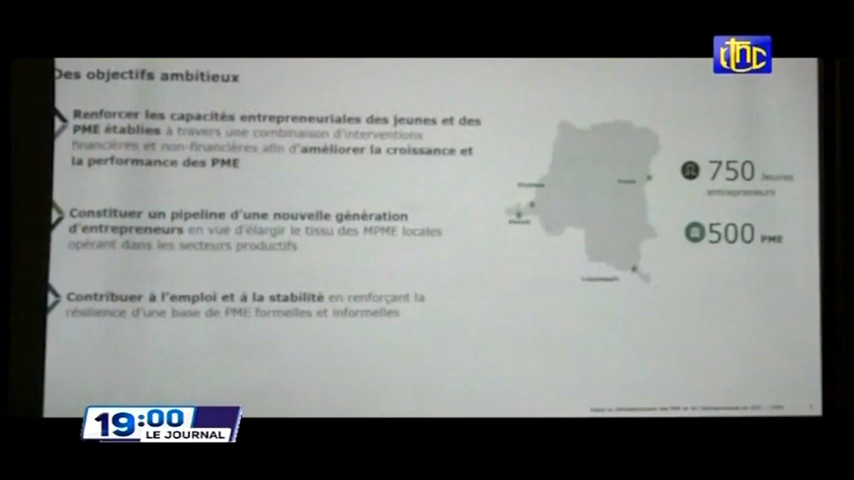 rtnc
Des objectifs ambitieux
Renforcer les capacités entrepreneuriales des jeunes et des
PME établies à travers une combinaison d'interventions
financières et non-financières afin d'améliorer la croissance et
la performance des PME
750 Jeunes
entrepreneurs
Constituer un pipeline d'une nouvelle génération
d'entrepreneurs en vue d'élargir le tissu des MPME locales
opérant dans les secteurs productifs
500 PME
Contribuer à l'emploi et à la stabilité en renforçant la
résilience d'une base de PME formelles et informelles
19:00
LE JOURNAL